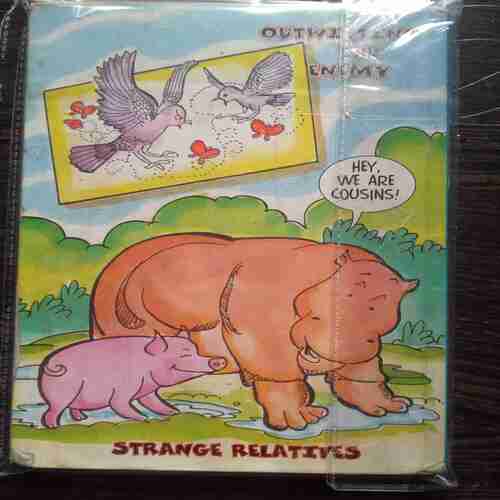 ENEMY
HEY,
WE ARE
COUSINS!
STRANGE RELATIVES